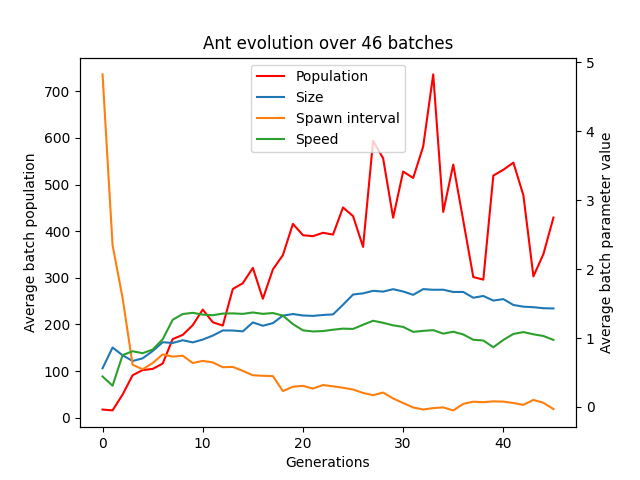 Ant evolution over 46 batches
Population
Size
Spawn interval
Speed
Average batch population
700
600
500
400
300
200
100
0
5
4
3
2
1
0
Average batch parameter value
0
10
20
30
40
Generations